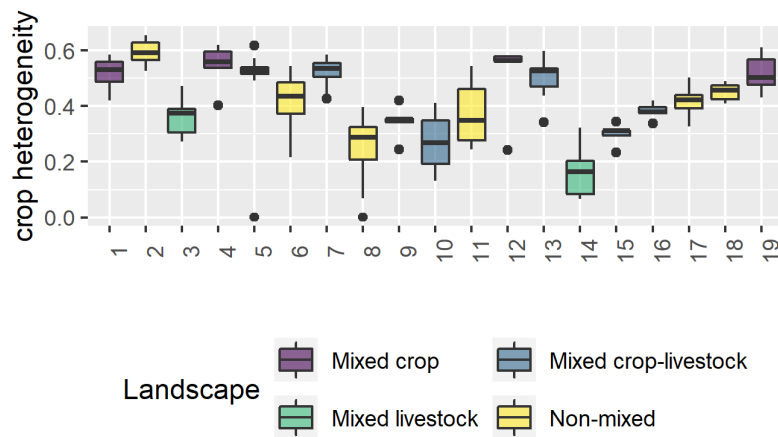 crop heterogeneity
0.6
0.4
0.2
0.0
1 2 3 4 5 6 7 8 9 10 11 12 13 14 15 16 17 18 19
Landscape
Mixed crop Mixed crop-livestock
Mixed livestock Non-mixed